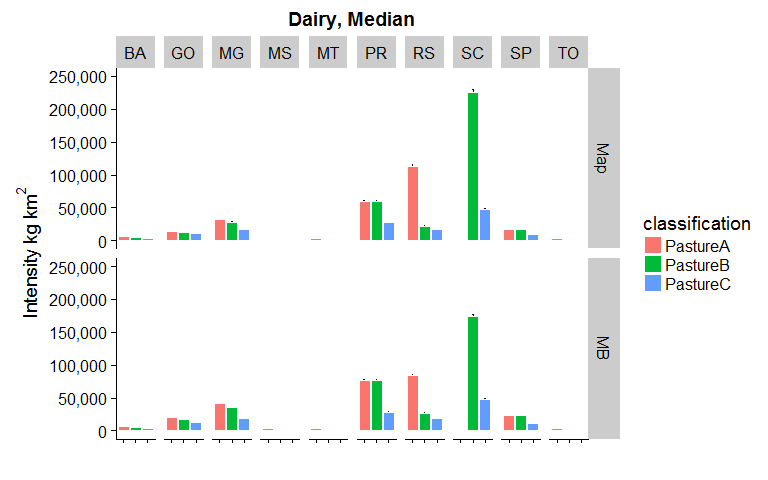 Dairy, Median
BA GO MG MS MT PR RS SC SP TO
250,000
200,000
150,000
100,000
50,000
0
Map
250,000
200,000
150,000
100,000
50,000
0
MB
Intensity kg km²
classification
PastureA
PastureB
PastureC